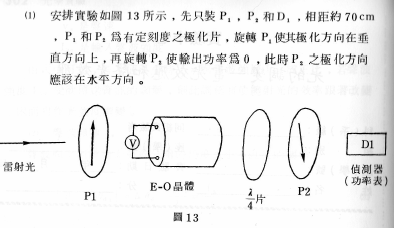 (1) 安排實驗如圖13所示，先只裝P₁，P₂和D₁，相距約70cm
，P₁和P₂爲有定刻度之極化片，旋轉P₁使其極化方向在垂
直方向上，再旋轉P₂使輸出功率爲0，此時P₂之極化方向
應該在水平方向。
V
D1
雷射光
P1
E-O晶體
λ/4片
P2
偵測器
(功率表)
圖13